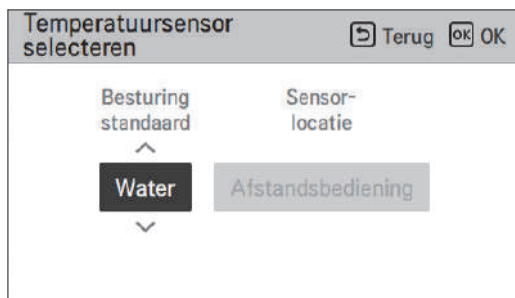 Temperatuursensor
selecteren
Terug
OK OK
Besturing
standaard
Sensor-
locatie
Water
Afstandsbediening